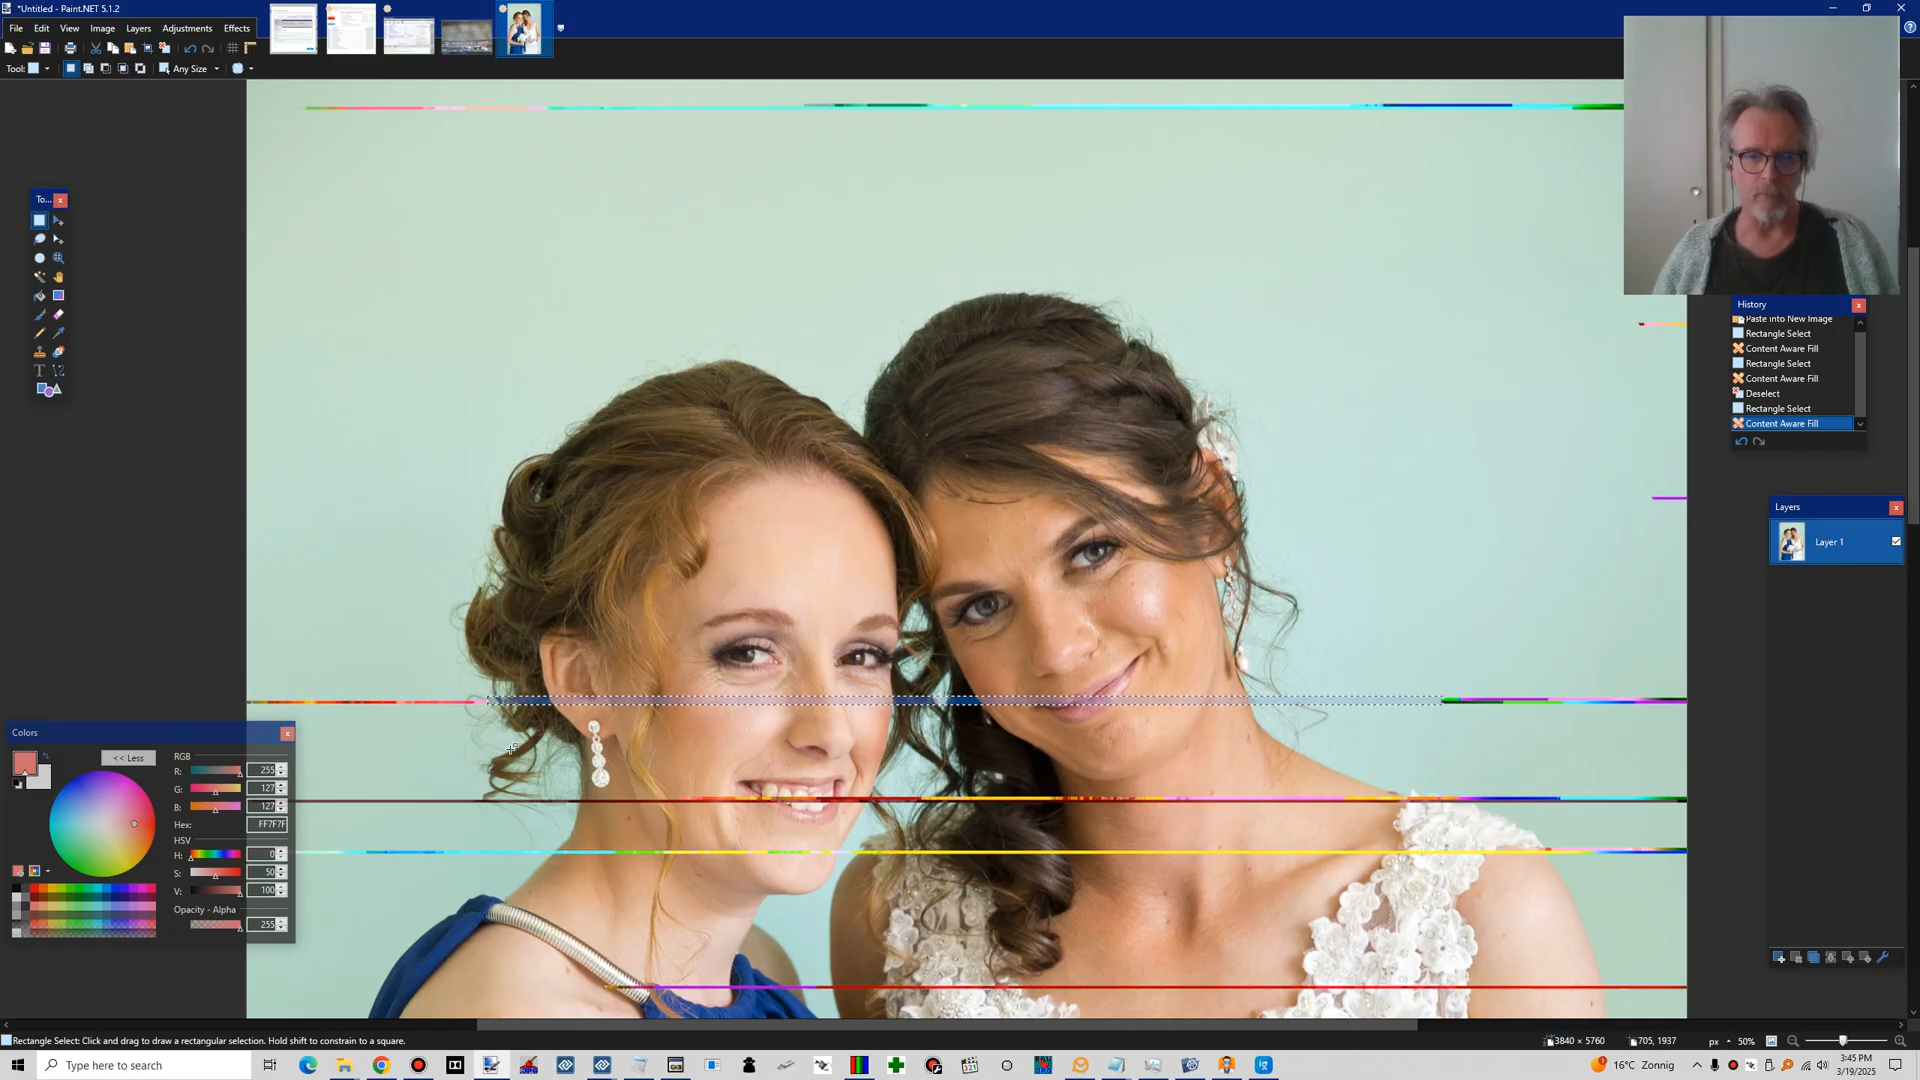 *Untitled - Paint.NET 5.1.2
File Edit View Image Layers Adjustments Effects
Tool: Any Size
To...
History
Paste into New Image
Rectangle Select
Content Aware Fill
Rectangle Select
Content Aware Fill
Deselect
Rectangle Select
Content Aware Fill
Layers
Layer 1
Colors
<< Less
RGB
R: 255
G: 127
B: 127
Hex: FF7F7F
HSV
H: 0
S: 50
V: 100
Opacity - Alpha
255
Rectangle Select: Click and drag to draw a rectangular selection. Hold shift to constrain to a square.
3840 × 5760 705, 1937 px 50%
Type here to search
16°C Zonnig
3:45 PM
3/19/2025